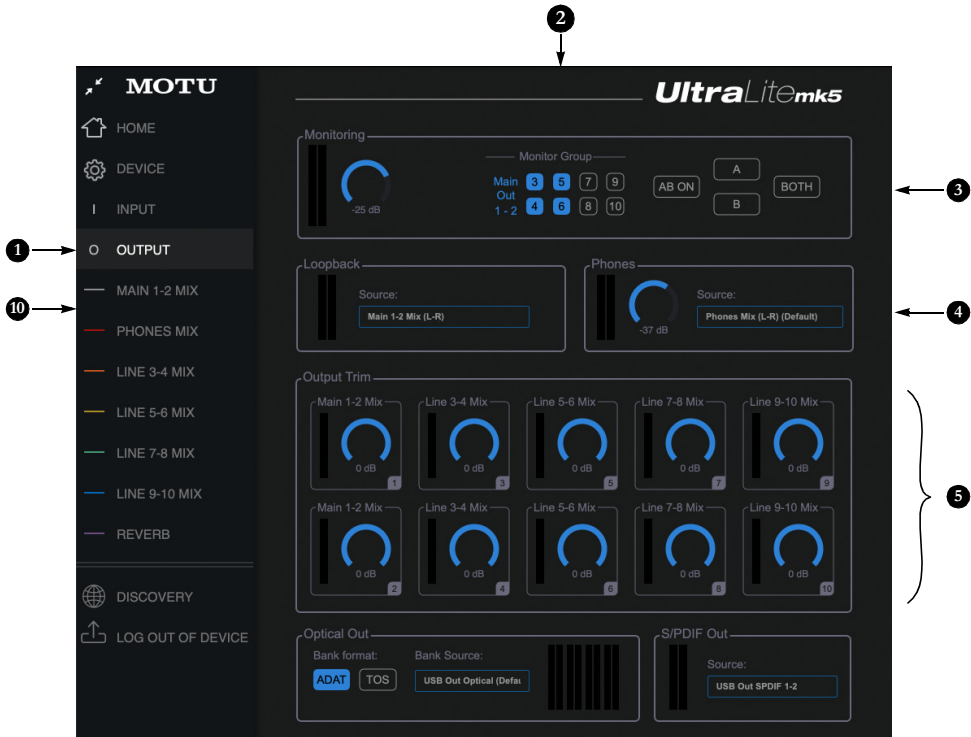 2
MOTU
UltraLite mk5
HOME
DEVICE
I INPUT
1
O OUTPUT
10
MAIN 1-2 MIX
PHONES MIX
LINE 3-4 MIX
LINE 5-6 MIX
LINE 7-8 MIX
LINE 9-10 MIX
REVERB
DISCOVERY
LOG OUT OF DEVICE
Monitoring
-25 dB
Monitor Group
Main
Out
1 - 2
3 5 7 9
4 6 8 10
AB ON
A
B
BOTH
3
Loopback
Source:
Main 1-2 Mix (L-R)
Phones
-37 dB
Source:
Phones Mix (L-R) (Default)
4
Output Trim
Main 1-2 Mix Line 3-4 Mix Line 5-6 Mix Line 7-8 Mix Line 9-10 Mix
0 dB 0 dB 0 dB 0 dB 0 dB
1 3 5 7 9
5
Main 1-2 Mix Line 3-4 Mix Line 5-6 Mix Line 7-8 Mix Line 9-10 Mix
0 dB 0 dB 0 dB 0 dB 0 dB
2 4 6 8 10
Optical Out
Bank format:
ADAT TOS
Bank Source:
USB Out Optical (Defau
S/PDIF Out
Source:
USB Out SPDIF 1-2